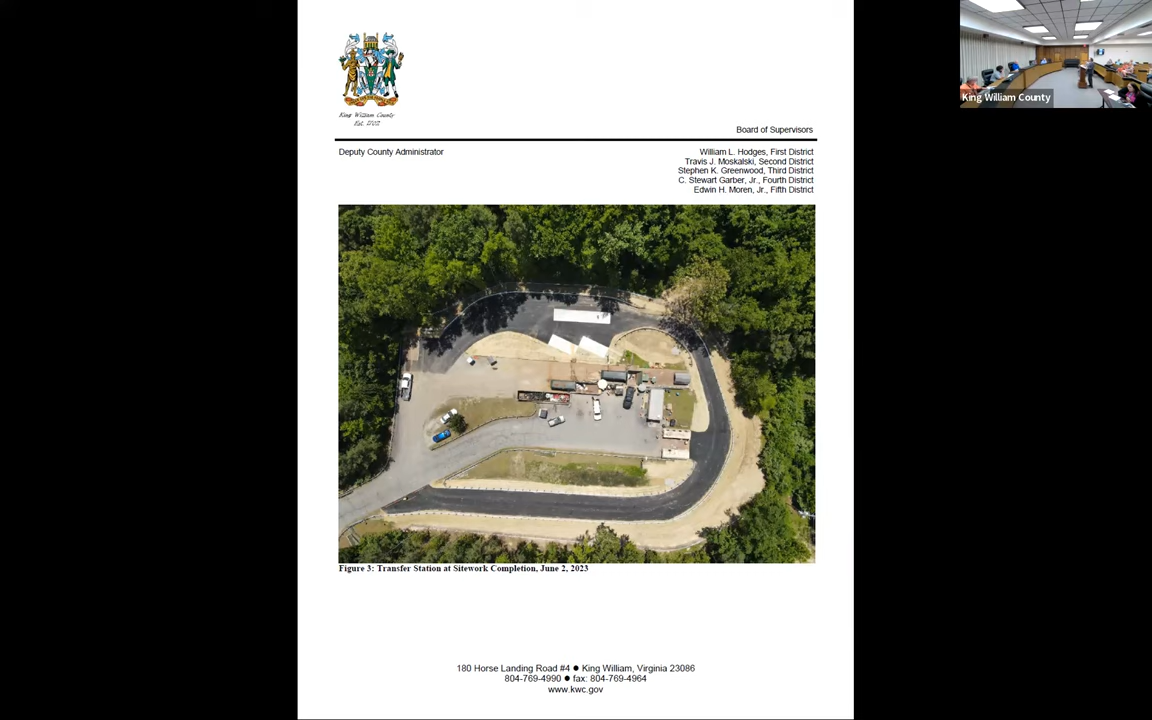 King William County
Est. 1702
Board of Supervisors
Deputy County Administrator
William L. Hodges, First District
Travis J. Moskalski, Second District
Stephen K. Greenwood, Third District
C. Stewart Garber, Jr., Fourth District
Edwin H. Moren, Jr., Fifth District
Figure 3: Transfer Station at Sitework Completion, June 2, 2023
180 Horse Landing Road #4 ● King William, Virginia 23086
804-769-4990 ● fax: 804-769-4964
www.kwc.gov
King William County